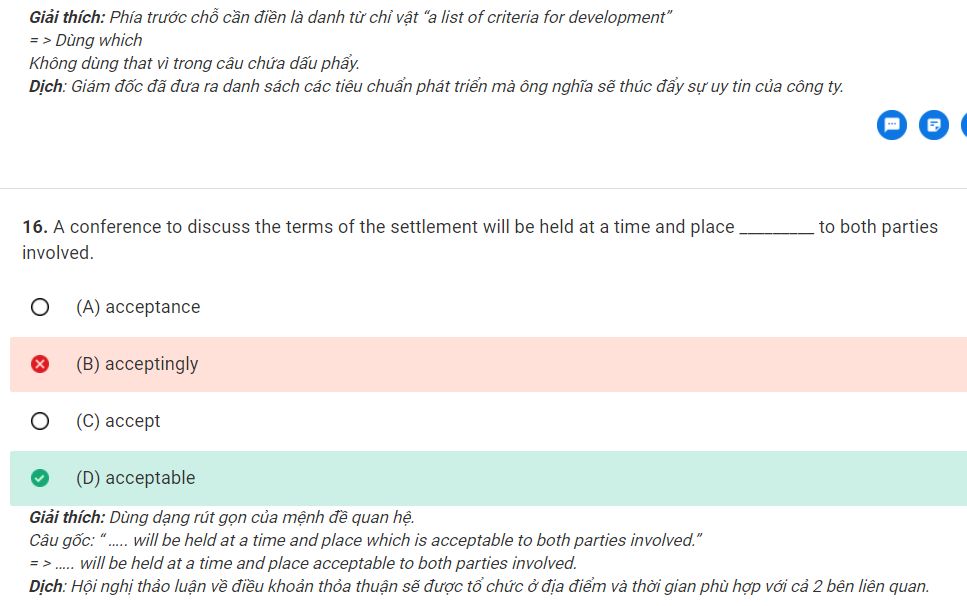 Giải thích: Phía trước chỗ cần điền là danh từ chỉ vật “a list of criteria for development”
= > Dùng which
Không dùng that vì trong câu chứa dấu phẩy.
Dịch: Giám đốc đã đưa ra danh sách các tiêu chuẩn phát triển mà ông nghĩa sẽ thúc đẩy sự uy tin của công ty.
16. A conference to discuss the terms of the settlement will be held at a time and place _________ to both parties
involved.
(A) acceptance
(B) acceptingly
(C) accept
(D) acceptable
Giải thích: Dùng dạng rút gọn của mệnh đề quan hệ.
Câu gốc: “ ..... will be held at a time and place which is acceptable to both parties involved.”
= > ..... will be held at a time and place acceptable to both parties involved.
Dịch: Hội nghị thảo luận về điều khoản thỏa thuận sẽ được tổ chức ở địa điểm và thời gian phù hợp với cả 2 bên liên quan.